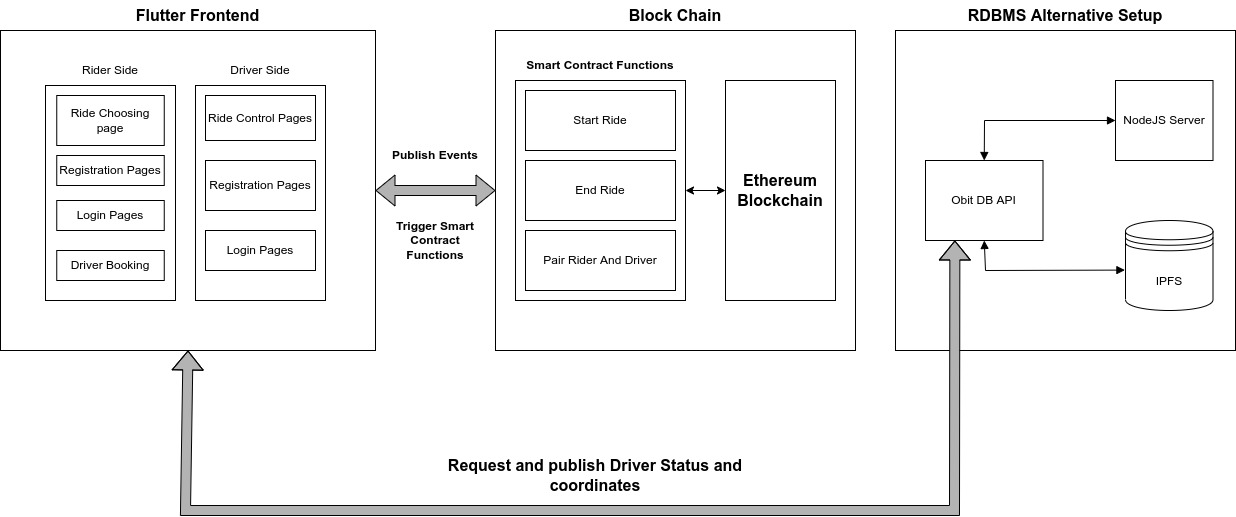 Flutter Frontend
Rider Side
Ride Choosing
page
Registration Pages
Login Pages
Driver Booking
Driver Side
Ride Control Pages
Registration Pages
Login Pages
Publish Events
Trigger Smart
Contract
Functions
Block Chain
Smart Contract Functions
Start Ride
End Ride
Pair Rider And Driver
Ethereum
Blockchain
RDBMS Alternative Setup
NodeJS Server
Obit DB API
IPFS
Request and publish Driver Status and
coordinates